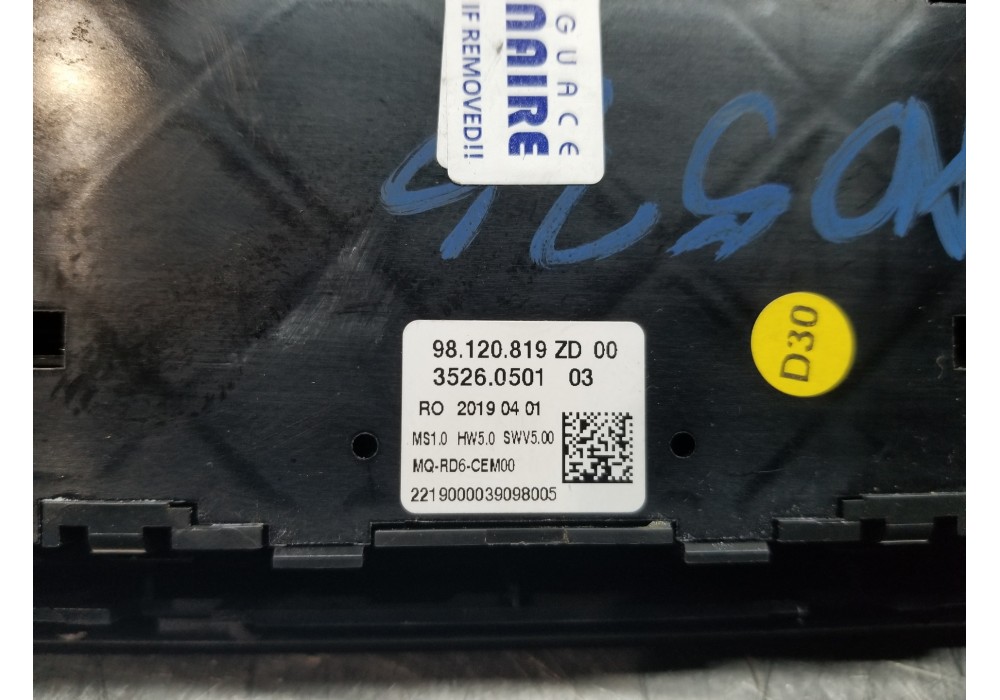 GUACE
NAIRE
IF REMOVED!!
D30
98.120.819 ZD 00
3526.0501 03
RO 2019 04 01
MS1.0 HW5.0 SWV5.00
MQ-RD6-CEM00
2219000039098005